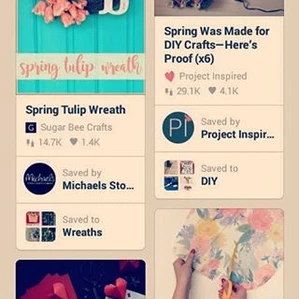 spring tulip wreath
Spring Tulip Wreath
G Sugar Bee Crafts
14.7K 1.4K
Saved by
Michaels
Michaels Sto...
Saved to
Wreaths
Spring Was Made for
DIY Crafts—Here's
Proof (x6)
Project Inspired
29.1K 4.1K
PI
Saved by
Project Inspir...
Saved to
DIY